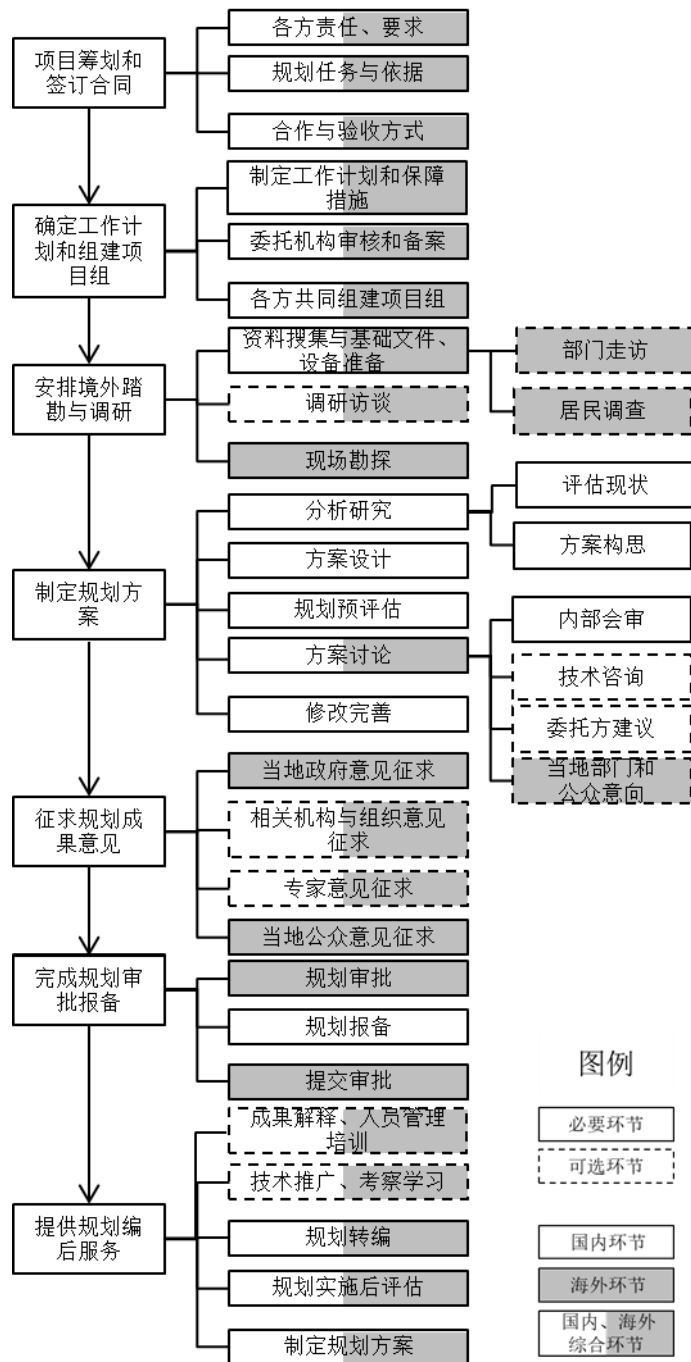 项目筹划和
签订合同
各方责任、要求
规划任务与依据
合作与验收方式
确定工作计
划和组建项
目组
制定工作计划和保障
措施
委托机构审核和备案
各方共同组建项目组
安排境外踏
勘与调研
资料搜集与基础文件、
设备准备
调研访谈
现场勘探
部门走访
居民调查
制定规划方
案
分析研究
方案设计
规划预评估
方案讨论
修改完善
评估现状
方案构思
内部会审
技术咨询
委托方建议
当地部门和
公众意向
征求规划成
果意见
当地政府意见征求
相关机构与组织意见
征求
专家意见征求
当地公众意见征求
完成规划审
批报备
规划审批
规划报备
提交审批
提供规划编
后服务
成果解释、人员管理
培训
技术推广、考察学习
规划转编
规划实施后评估
制定规划方案
图例
必要环节
可选环节
国内环节
海外环节
国内、海外
综合环节